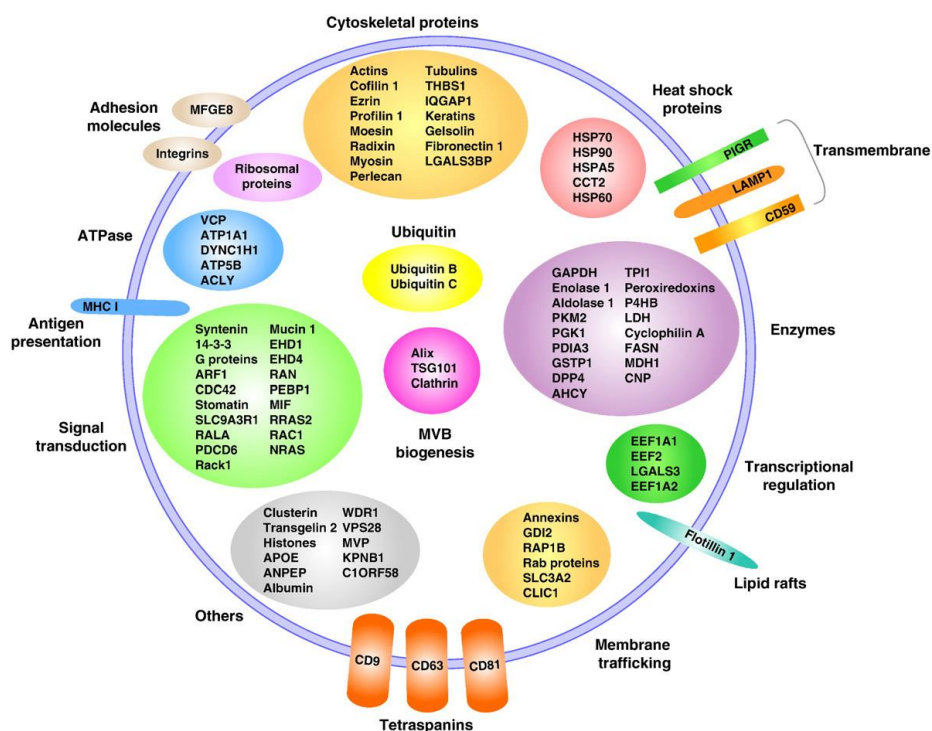 Cytoskeletal proteins
Actins
Cofilin 1
Ezrin
Profilin 1
Moesin
Radixin
Myosin
Perlecan
Tubulins
THBS1
IQGAP1
Keratins
Gelsolin
Fibronectin 1
LGALS3BP
Adhesion
molecules
MFGE8
Integrins
Ribosomal
proteins
Heat shock
proteins
HSP70
HSP90
HSPA5
CCT2
HSP60
PIGR
LAMP1
CD59
Transmembrane
ATPase
VCP
ATP1A1
DYNC1H1
ATP5B
ACLY
Ubiquitin
Ubiquitin B
Ubiquitin C
MHC I
Antigen
presentation
Enzymes
GAPDH
Enolase 1
Aldolase 1
PKM2
PGK1
PDIA3
GSTP1
DPP4
AHCY
TPI1
Peroxiredoxins
P4HB
LDH
Cyclophilin A
FASN
MDH1
CNP
Signal
transduction
Syntenin
14-3-3
G proteins
ARF1
CDC42
Stomatin
SLC9A3R1
RALA
PDCD6
Rack1
Mucin 1
EHD1
EHD4
RAN
PEBP1
MIF
RRAS2
RAC1
NRAS
Alix
TSG101
Clathrin
MVB
biogenesis
EEF1A1
EEF2
LGALS3
EEF1A2
Transcriptional
regulation
Clusterin
Transgelin 2
Histones
APOE
ANPEP
Albumin
WDR1
VPS28
MVP
KPNB1
C1ORF58
Others
Annexins
GDI2
RAP1B
Rab proteins
SLC3A2
CLIC1
Membrane
trafficking
Flotillin 1
Lipid rafts
CD9
CD63
CD81
Tetraspanins